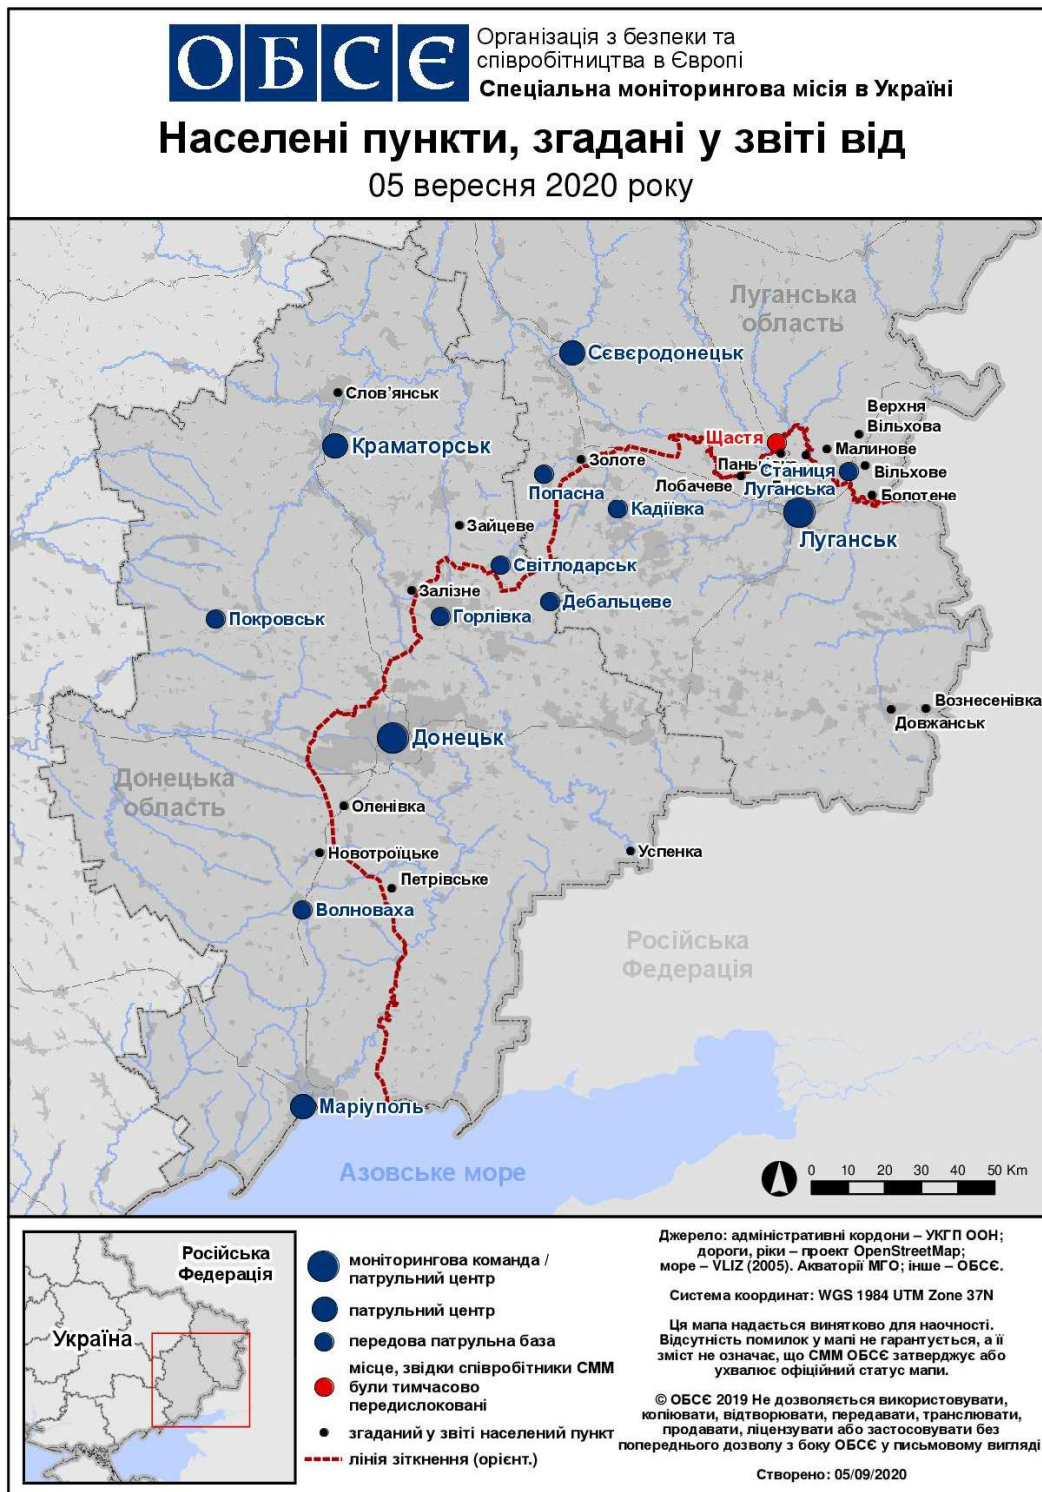 ОБСЄ
Організація з безпеки та
співробітництва в Європі
Спеціальна моніторингова місія в Україні
Населені пункти, згадані у звіті від
05 вересня 2020 року
Луганська
область
Сєвєродонецьк
Слов'янськ
Краматорськ
Верхня
Вільхова
Щастя
Малинове
Золоте
Станиця
Луганська
Вільхове
Попасна
Лобачеве
Болотене
Кадіївка
Луганськ
Зайцеве
Світлодарськ
Залізне
Дебальцеве
Горлівка
Покровськ
Вознесенівка
Довжанськ
Донецьк
Донецька
область
Оленівка
Новотроїцьке
Успенка
Петрівське
Волноваха
Російська
Федерація
Маріуполь
Азовське море
0 10 20 30 40 50 Km
Російська
Федерація
Україна
моніторингова команда /
патрульний центр
патрульний центр
передова патрульна база
місце, звідки співробітники СММ
були тимчасово
передислоковані
згаданий у звіті населений пункт
лінія зіткнення (орієнт.)
Джерело: адміністративні кордони – УКГП ООН;
дороги, ріки – проект OpenStreetMap;
море – VLIZ (2005). Акваторії МГО; інше – ОБСЄ.
Система координат: WGS 1984 UTM Zone 37N
Ця мапа надається винятково для наочності.
Відсутність помилок у мапі не гарантується, а її
зміст не означає, що СММ ОБСЄ затверджує або
ухвалює офіційний статус мапи.
© ОБСЄ 2019 Не дозволяється використовувати,
копіювати, відтворювати, передавати, транслювати,
продавати, ліцензувати або застосовувати без
попереднього дозволу з боку ОБСЄ у письмовому вигляді
Створено: 05/09/2020